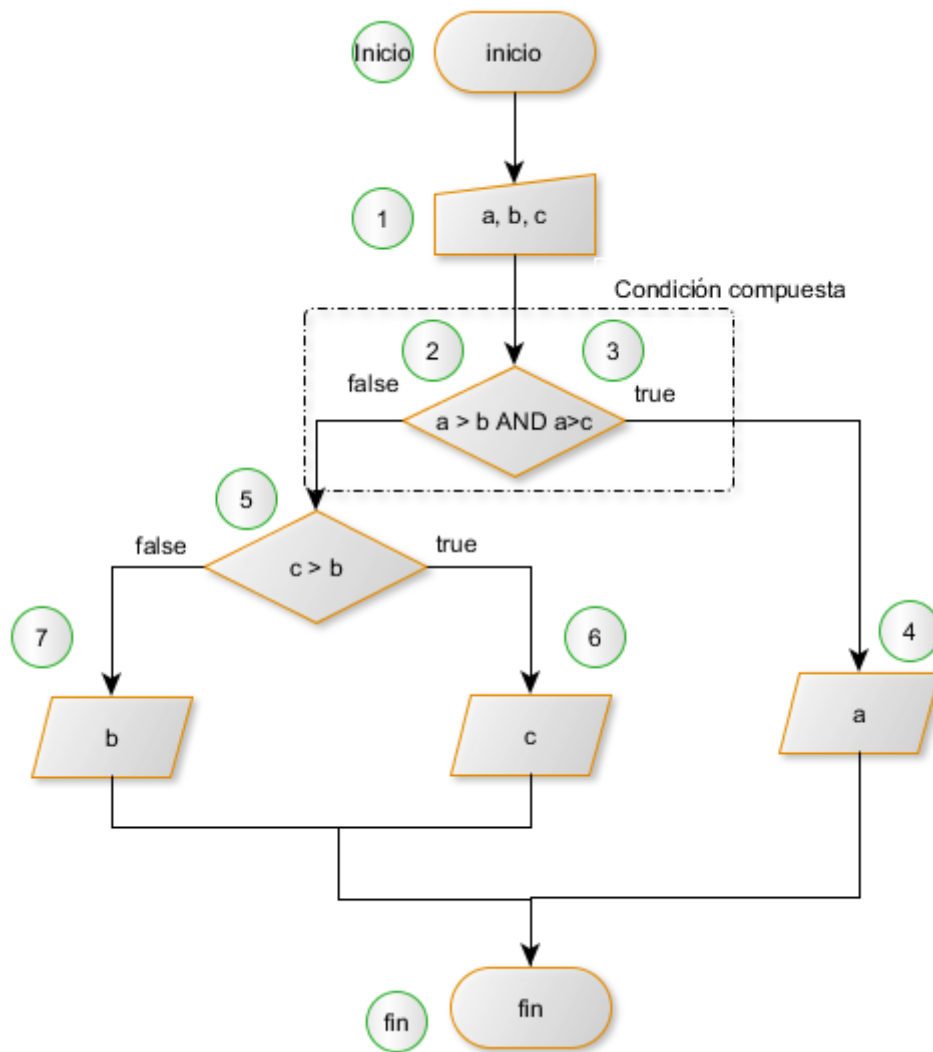 Inicio
inicio
1
a, b, c
Condición compuesta
2
3
false
true
a > b AND a>c
5
false
true
c > b
7
6
4
b
c
a
fin
fin